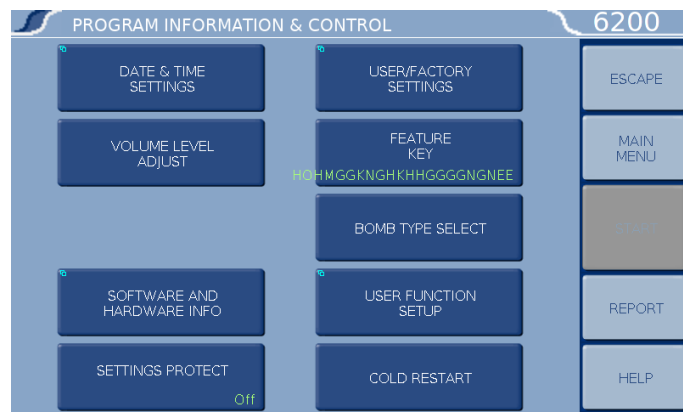 PROGRAM INFORMATION & CONTROL
6200
DATE & TIME
SETTINGS
USER/FACTORY
SETTINGS
ESCAPE
VOLUME LEVEL
ADJUST
FEATURE
KEY
HOHMGGKNGHKHHGGGGNGNEE
MAIN
MENU
BOMB TYPE SELECT
START
SOFTWARE AND
HARDWARE INFO
USER FUNCTION
SETUP
REPORT
SETTINGS PROTECT
Off
COLD RESTART
HELP